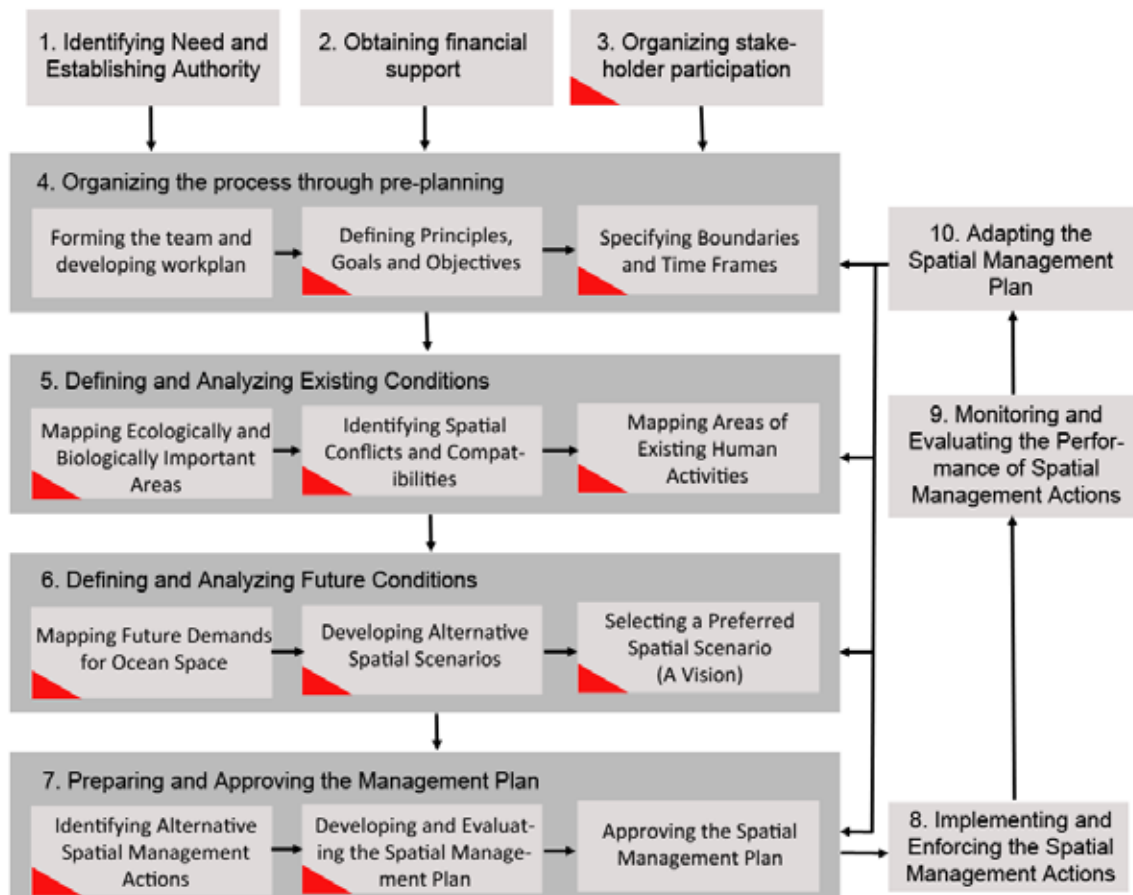 1. Identifying Need and
Establishing Authority
2. Obtaining financial
support
3. Organizing stake-
holder participation
4. Organizing the process through pre-planning
Forming the team and
developing workplan
Defining Principles,
Goals and Objectives
Specifying Boundaries
and Time Frames
10. Adapting the
Spatial Management
Plan
5. Defining and Analyzing Existing Conditions
Mapping Ecologically and
Biologically Important
Areas
Identifying Spatial
Conflicts and Compat-
ibilities
Mapping Areas of
Existing Human
Activities
9. Monitoring and
Evaluating the Perfor-
mance of Spatial
Management Actions
6. Defining and Analyzing Future Conditions
Mapping Future Demands
for Ocean Space
Developing Alternative
Spatial Scenarios
Selecting a Preferred
Spatial Scenario
(A Vision)
7. Preparing and Approving the Management Plan
Identifying Alternative
Spatial Management
Actions
Developing and Evaluat-
ing the Spatial Manage-
ment Plan
Approving the Spatial
Management Plan
8. Implementing and
Enforcing the Spatial
Management Actions